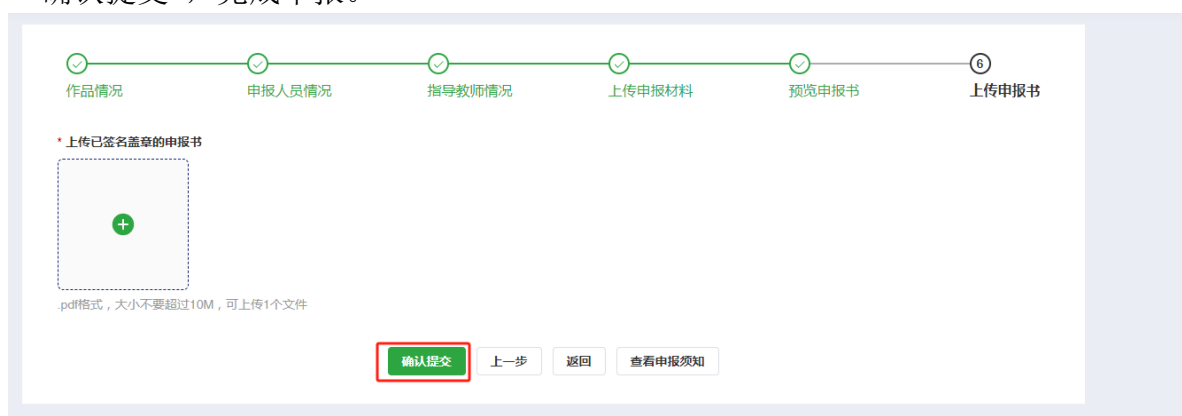 确认提交”，完成申报。
作品情况 申报人员情况 指导教师情况 上传申报材料 预览申报书 6 上传申报书
* 上传已签名盖章的申报书
.pdf格式，大小不要超过10M，可上传1个文件
确认提交 上一步 返回 查看申报须知